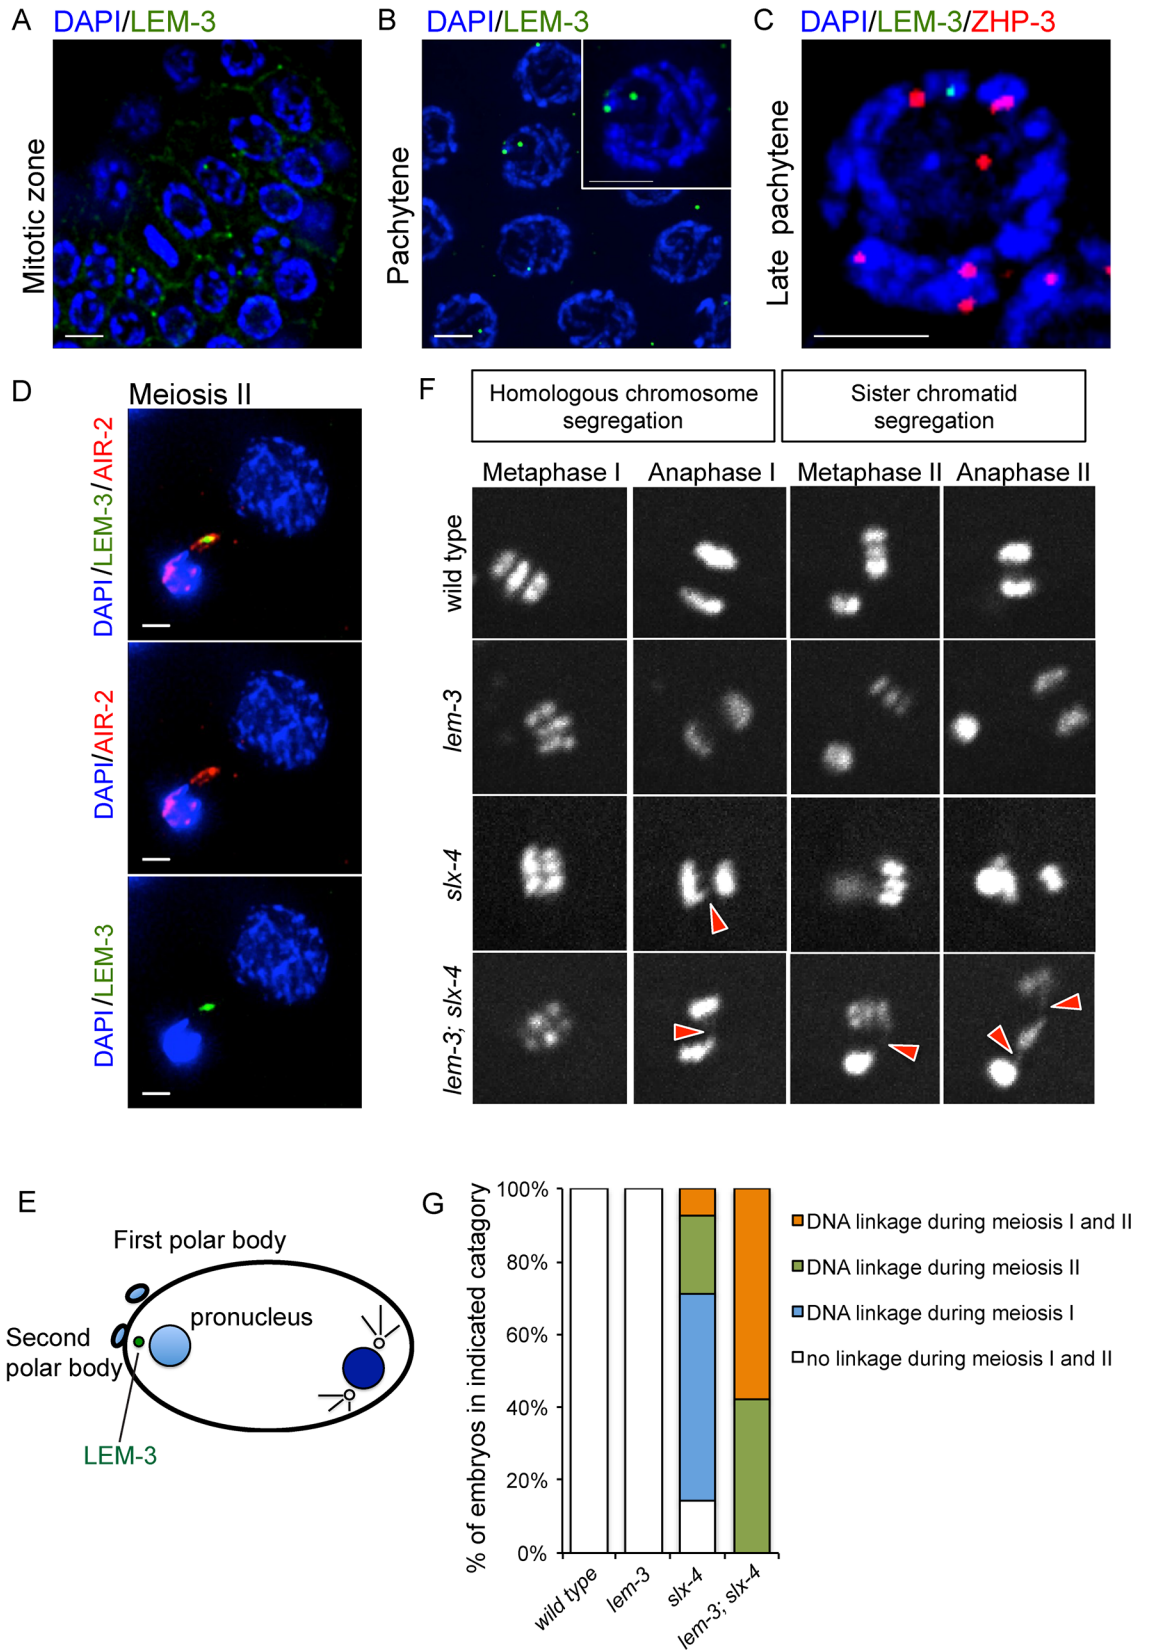 A
DAPI/LEM-3
Mitotic zone
B
DAPI/LEM-3
Pachytene
C
DAPI/LEM-3/ZHP-3
Late pachytene
D
Meiosis II
DAPI/LEM-3/AIR-2
DAPI/AIR-2
DAPI/LEM-3
F
Homologous chromosome
segregation
Sister chromatid
segregation
Metaphase I
Anaphase I
Metaphase II
Anaphase II
wild type
lem-3
slx-4
lem-3; slx-4
E
First polar body
pronucleus
Second
polar body
LEM-3
G
% of embryos in indicated catagory
100%
80%
60%
40%
20%
0%
wild type
lem-3
slx-4
lem-3; slx-4
DNA linkage during meiosis I and II
DNA linkage during meiosis II
DNA linkage during meiosis I
no linkage during meiosis I and II